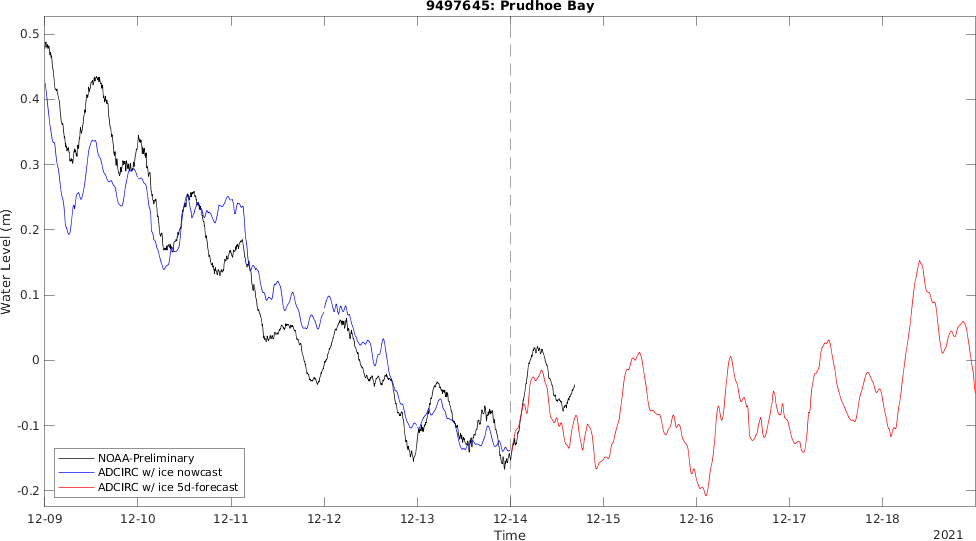 9497645: Prudhoe Bay
Water Level (m)
0.5
0.4
0.3
0.2
0.1
0
-0.1
-0.2
NOAA-Preliminary
ADCIRC w/ ice nowcast
ADCIRC w/ ice 5d-forecast
12-09 12-10 12-11 12-12 12-13 12-14 12-15 12-16 12-17 12-18
Time
2021